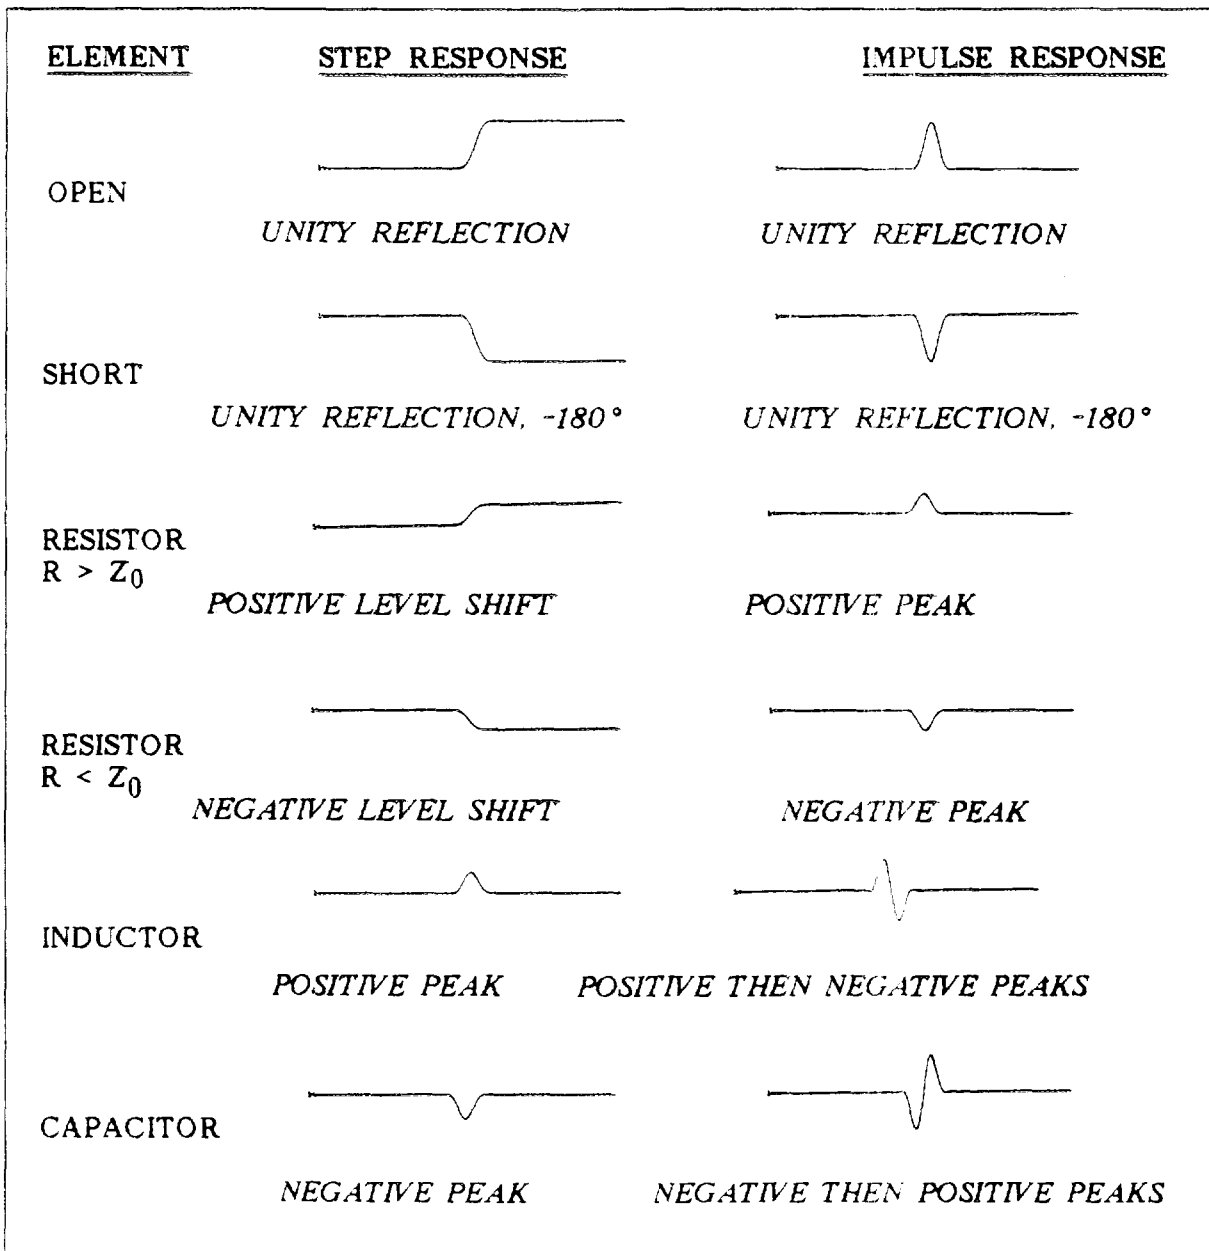 ELEMENT STEP RESPONSE IMPULSE RESPONSE
OPEN
UNITY REFLECTION UNITY REFLECTION
SHORT
UNITY REFLECTION, -180° UNITY REFLECTION, -180°
RESISTOR
R > Z0
POSITIVE LEVEL SHIFT POSITIVE PEAK
RESISTOR
R < Z0
NEGATIVE LEVEL SHIFT NEGATIVE PEAK
INDUCTOR
POSITIVE PEAK POSITIVE THEN NEGATIVE PEAKS
CAPACITOR
NEGATIVE PEAK NEGATIVE THEN POSITIVE PEAKS